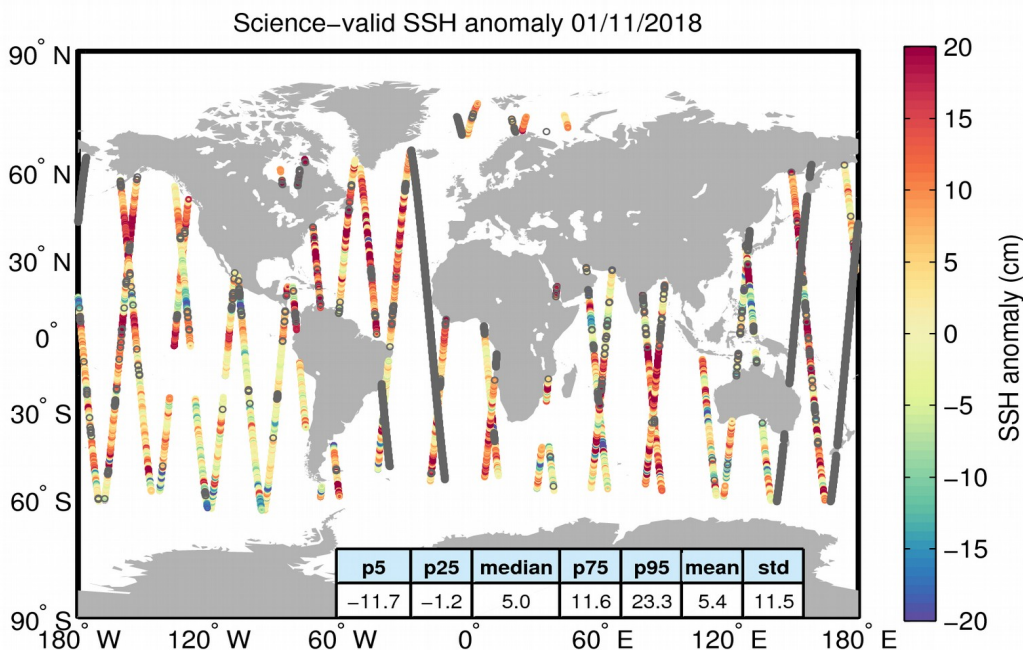 Science−valid SSH anomaly 01/11/2018
90° N
60° N
30° N
0°
30° S
60° S
90° S
180° W
120° W
60° W
0°
60° E
120° E
180° E
p5 p25 median p75 p95 mean std
−11.7 −1.2 5.0 11.6 23.3 5.4 11.5
20
15
10
5
0
−5
−10
−15
−20
SSH anomaly (cm)